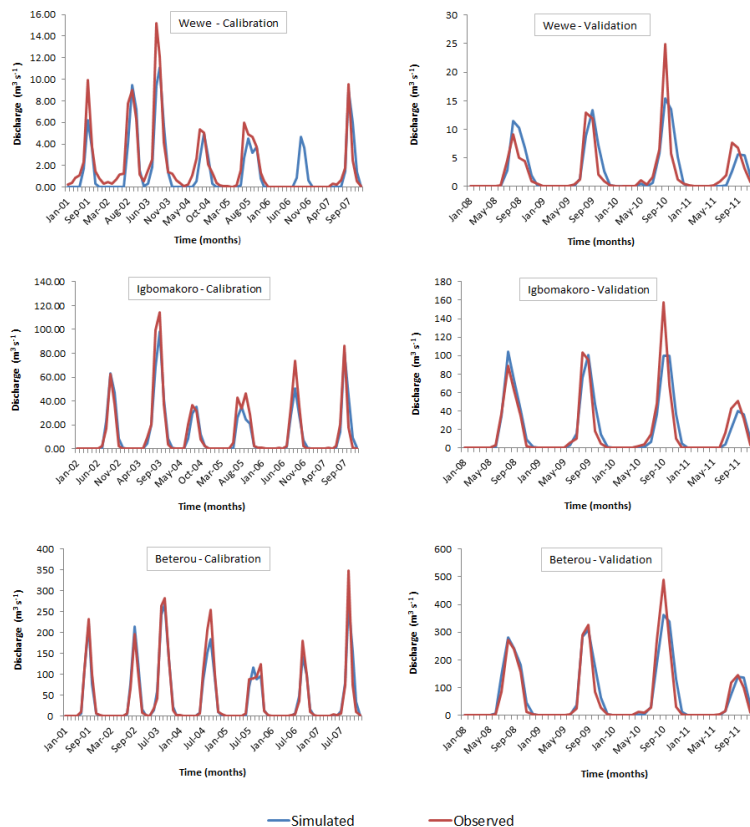 Wewe - Calibration
Discharge (m³ s⁻¹)
16.00
14.00
12.00
10.00
8.00
6.00
4.00
2.00
0.00
Jan-01
Sep-01
Mar-02
Aug-02
Jun-03
Nov-03
May-04
Oct-04
Mar-05
Aug-05
Jan-06
Jun-06
Nov-06
Apr-07
Sep-07
Time (months)
Wewe - Validation
Discharge (m³ s⁻¹)
30
25
20
15
10
5
0
Jan-08
May-08
Sep-08
Jan-09
May-09
Sep-09
Jan-10
May-10
Sep-10
Jan-11
May-11
Sep-11
Time (months)
Igbomakoro - Calibration
Discharge (m³ s⁻¹)
140.00
120.00
100.00
80.00
60.00
40.00
20.00
0.00
Jan-02
Jun-02
Nov-02
Apr-03
Sep-03
May-04
Oct-04
Mar-05
Aug-05
Jan-06
Jun-06
Nov-06
Apr-07
Sep-07
Time (months)
Igbomakoro - Validation
Discharge (m³ s⁻¹)
180
160
140
120
100
80
60
40
20
0
Jan-08
May-08
Sep-08
Jan-09
May-09
Sep-09
Jan-10
May-10
Sep-10
Jan-11
May-11
Sep-11
Time (months)
Beterou - Calibration
Discharge (m³ s⁻¹)
400
350
300
250
200
150
100
50
0
Jan-01
Sep-01
Mar-02
Sep-02
Jul-03
Jan-04
Jul-04
Jan-05
Jul-05
Jan-06
Jul-06
Jan-07
Jul-07
Time (months)
Beterou - Validation
Discharge (m³ s⁻¹)
600
500
400
300
200
100
0
Jan-08
May-08
Sep-08
Jan-09
May-09
Sep-09
Jan-10
May-10
Sep-10
Jan-11
May-11
Sep-11
Time (months)
Simulated
Observed